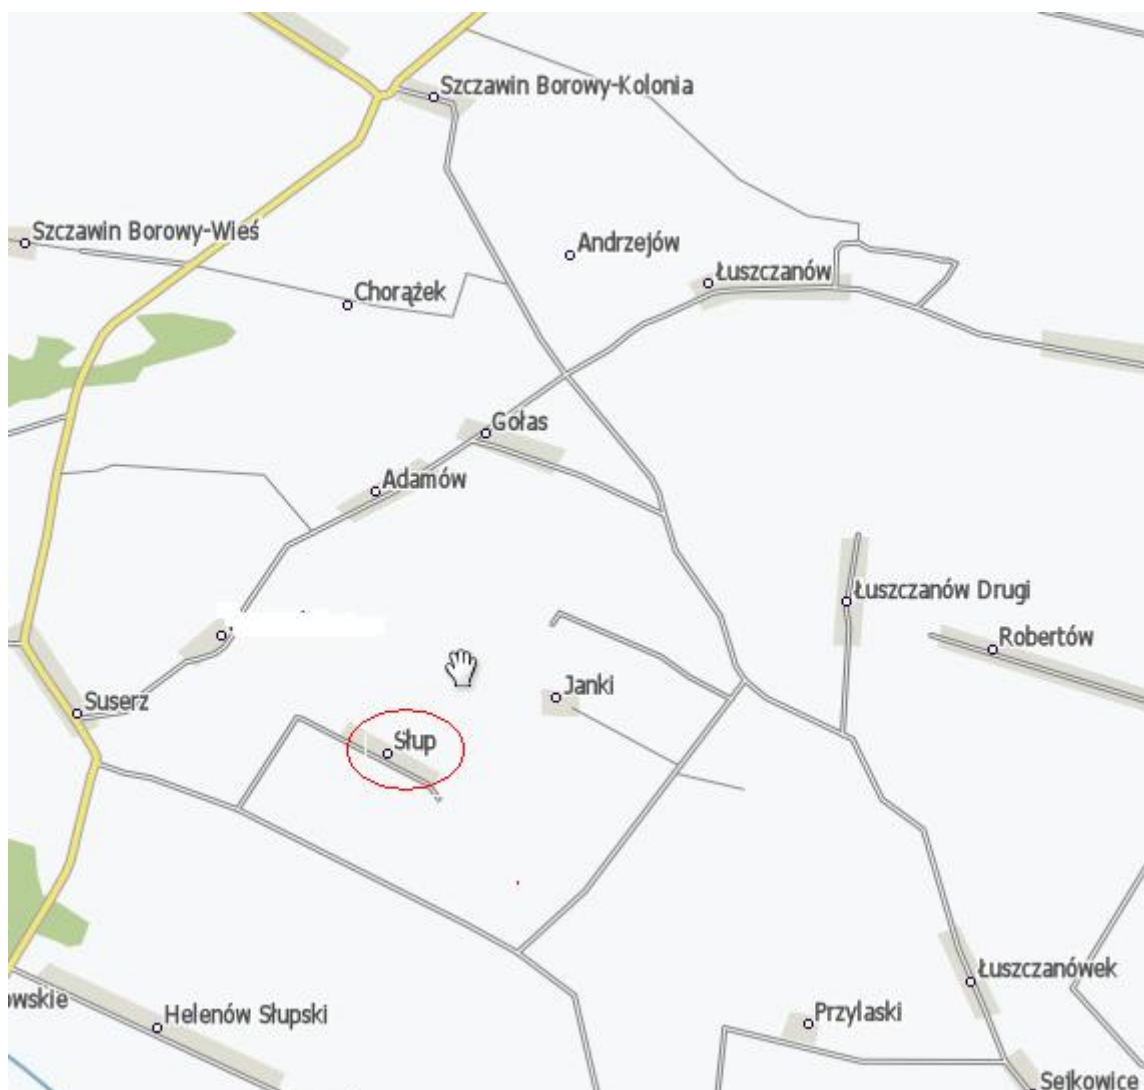 Szczawin Borowy-Kolonia
Szczawin Borowy-Wieś
Andrzejów
Łuszczanów
Chorążek
Gołas
Adamów
Łuszczanów Drugi
Robertów
Suserz
Janki
Słup
Łuszczanówek
owskie
Helenów Słupski
Przylaski
Sejkowice